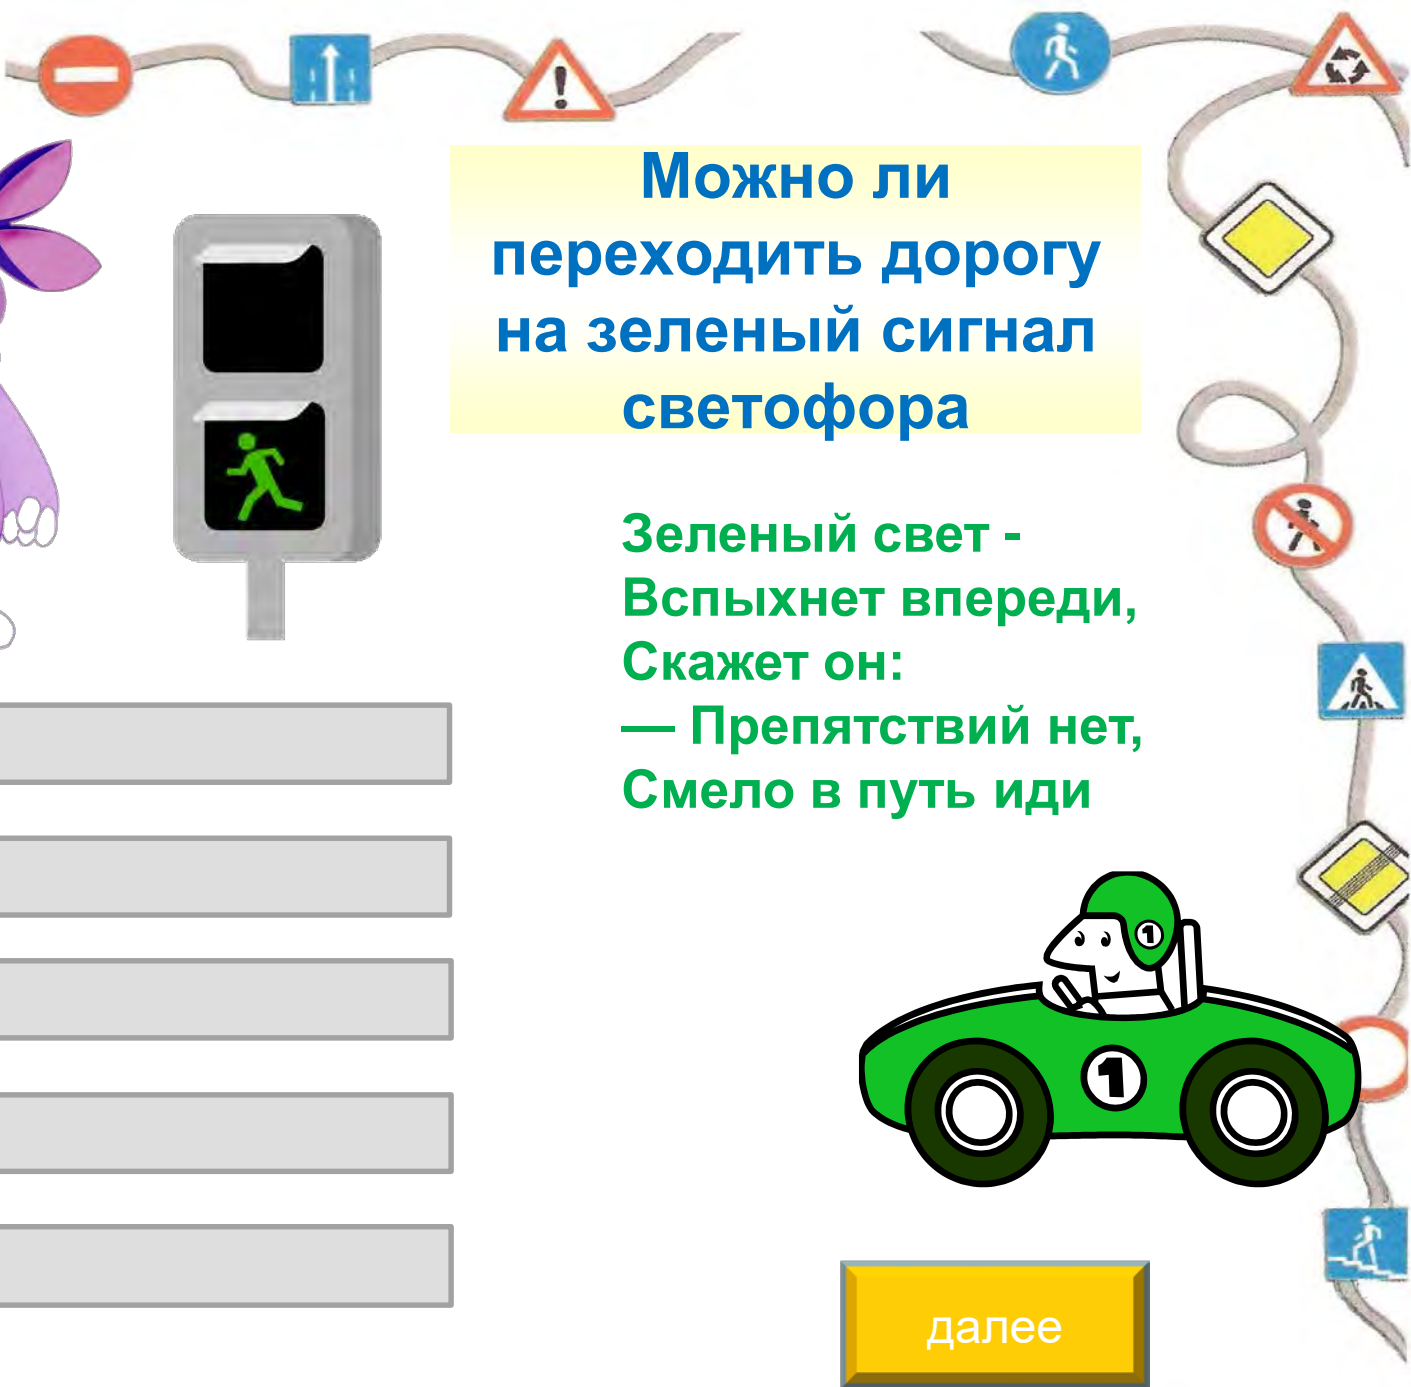 Можно ли
переходить дорогу
на зеленый сигнал
светофора
Зеленый свет -
Вспыхнет впереди,
Скажет он:
— Препятствий нет,
Смело в путь иди
1
1
далее